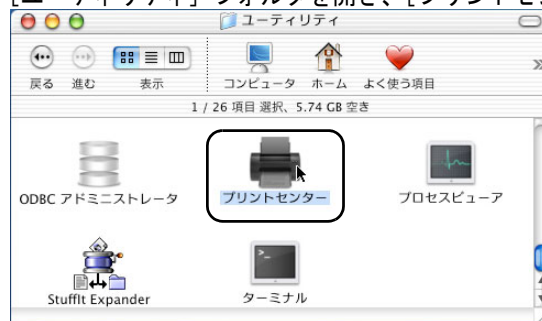 [ユーティリティ] フォルダを開き、[プリントセ
ユーティリティ
戻る 進む 表示 コンピュータ ホーム よく使う項目
1 / 26 項目 選択、5.74 GB 空き
ODBC アドミニストレータ プリントセンター プロセスビューア
StuffIt Expander ターミナル